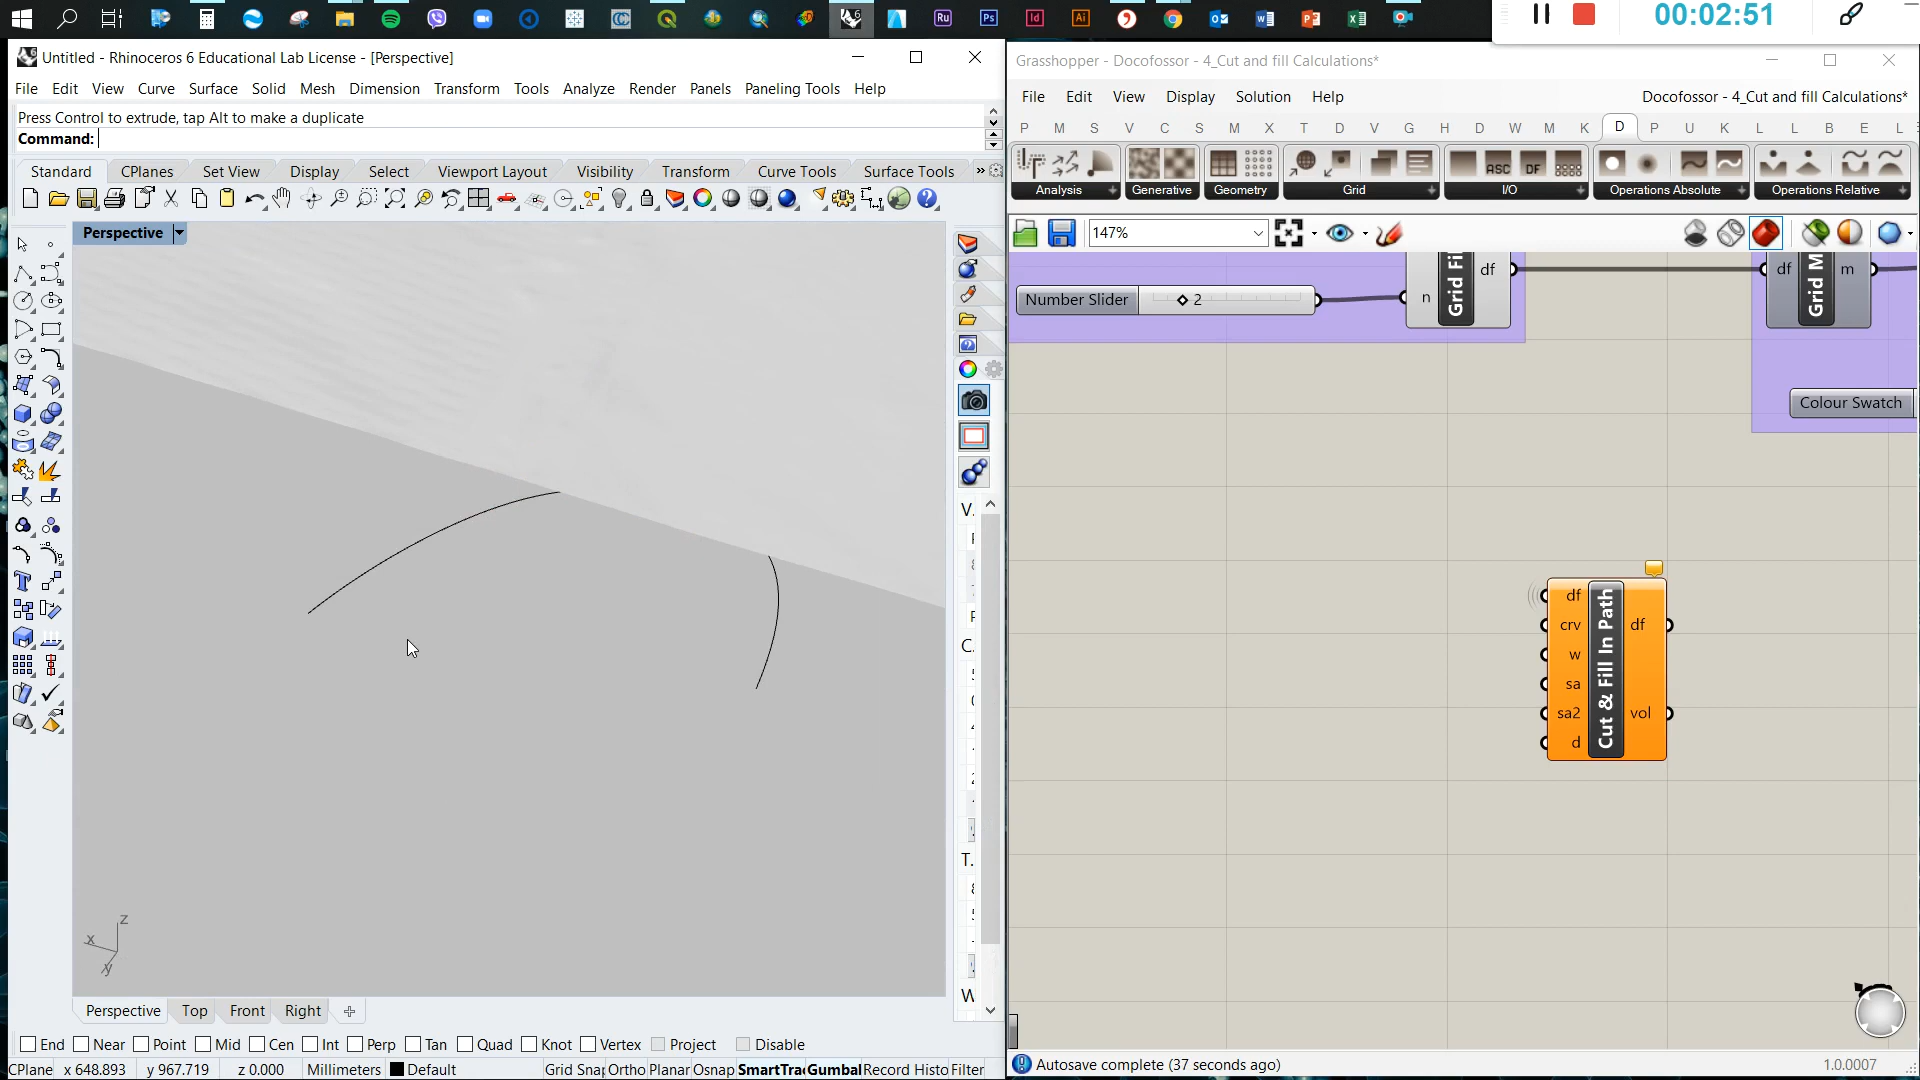 00:02:51
Untitled - Rhinoceros 6 Educational Lab License - [Perspective]
File Edit View Curve Surface Solid Mesh Dimension Transform Tools Analyze Render Panels Paneling Tools Help
Press Control to extrude, tap Alt to make a duplicate
Command:
Standard CPlanes Set View Display Select Viewport Layout Visibility Transform Curve Tools Surface Tools
Perspective
z
x
y
Perspective Top Front Right
End Near Point Mid Cen Int Perp Tan Quad Knot Vertex Project Disable
CPlane x 648.893 y 967.719 z 0.000 Millimeters Default Grid Snap Ortho Planar Osnap SmartTrac Gumbal Record Histo Filter
V.
C.
T.
W
Grasshopper - Docofossor - 4_Cut and fill Calculations*
File Edit View Display Solution Help Docofossor - 4_Cut and fill Calculations*
P M S V C S M X T D V G H D W M K D P U K L L B E L
Analysis Generative Geometry Grid I/O Operations Absolute Operations Relative
ASC DF
147%
Number Slider 2
n Grid Fi df
df Grid M m
Colour Swatch
df
crv
w
sa
sa2
d
Cut & Fill In Path
df
vol
Autosave complete (37 seconds ago) 1.0.0007